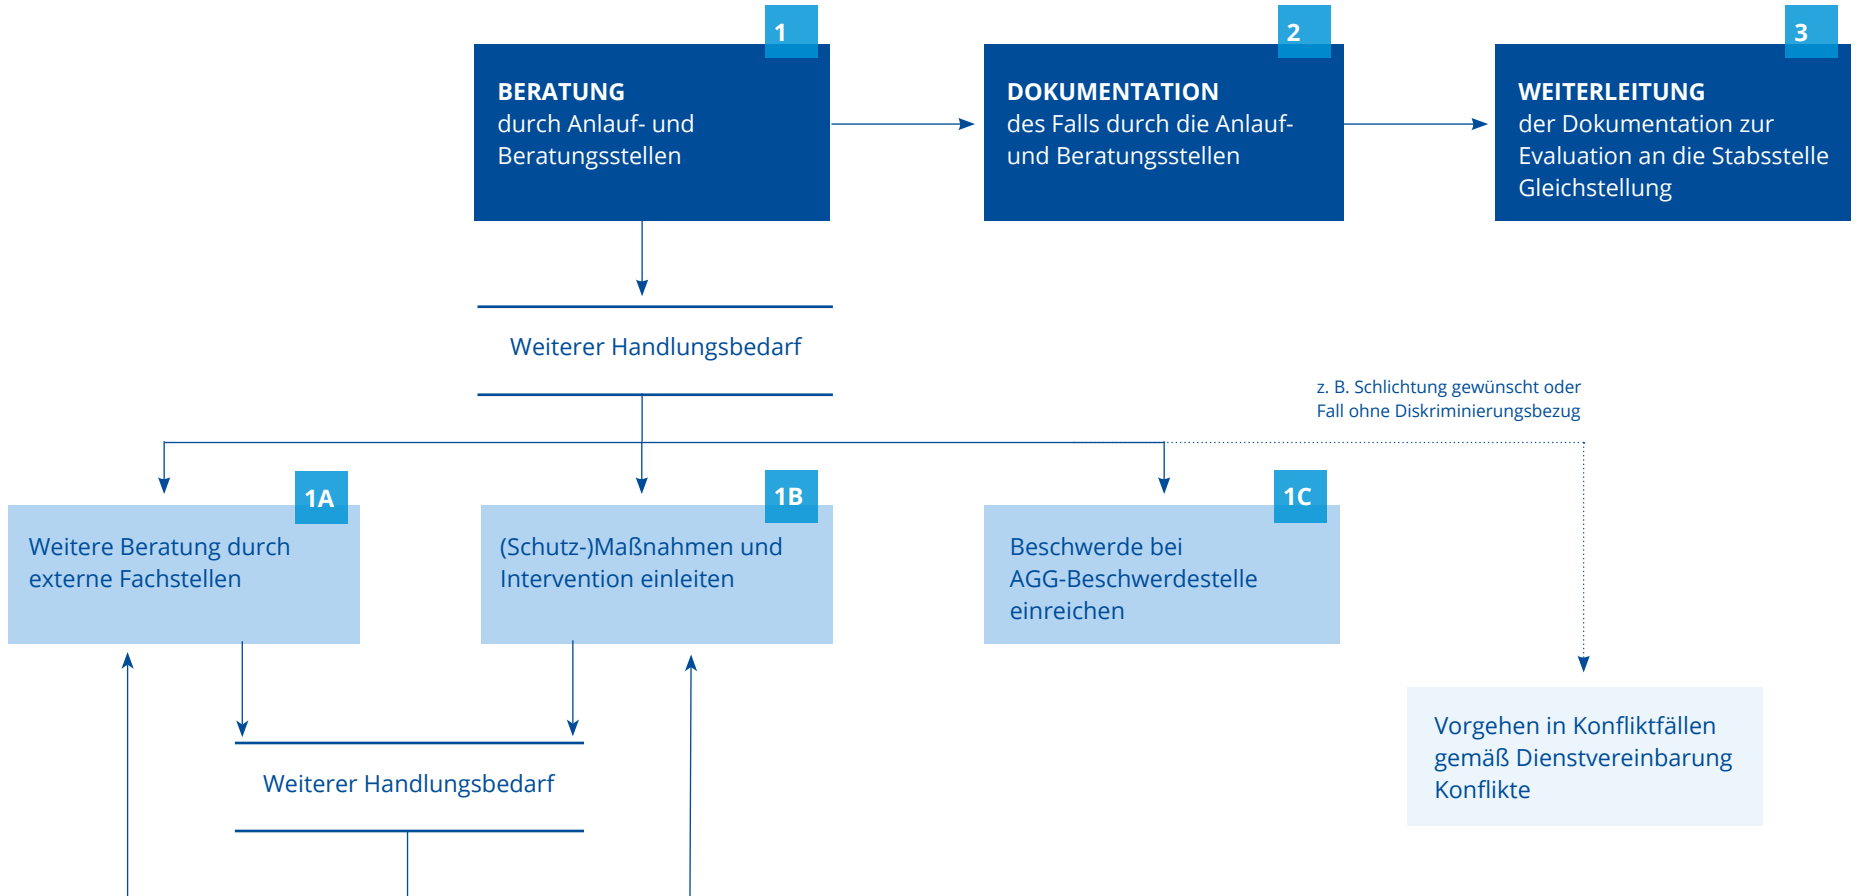 1
BERATUNG
durch Anlauf- und
Beratungsstellen
2
DOKUMENTATION
des Falls durch die Anlauf-
und Beratungsstellen
3
WEITERLEITUNG
der Dokumentation zur
Evaluation an die Stabsstelle
Gleichstellung
Weiterer Handlungsbedarf
z. B. Schlichtung gewünscht oder
Fall ohne Diskriminierungsbezug
1A
Weitere Beratung durch
externe Fachstellen
1B
(Schutz-)Maßnahmen und
Intervention einleiten
1C
Beschwerde bei
AGG-Beschwerdestelle
einreichen
Vorgehen in Konfliktfällen
gemäß Dienstvereinbarung
Konflikte
Weiterer Handlungsbedarf